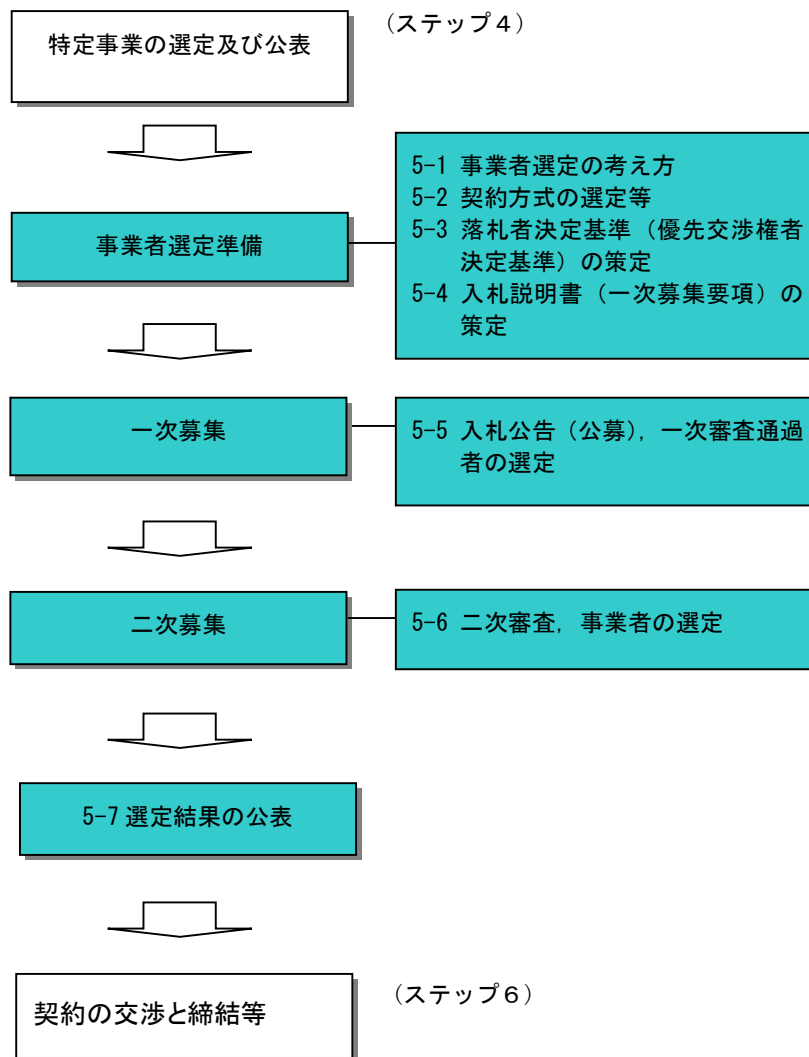 特定事業の選定及び公表
(ステップ4)
5-1 事業者選定の考え方
5-2 契約方式の選定等
5-3 落札者決定基準（優先交渉権者
決定基準）の策定
5-4 入札説明書（一次募集要項）の
策定
事業者選定準備
一次募集
5-5 入札公告（公募），一次審査通過
者の選定
二次募集
5-6 二次審査，事業者の選定
5-7 選定結果の公表
契約の交渉と締結等
(ステップ6)